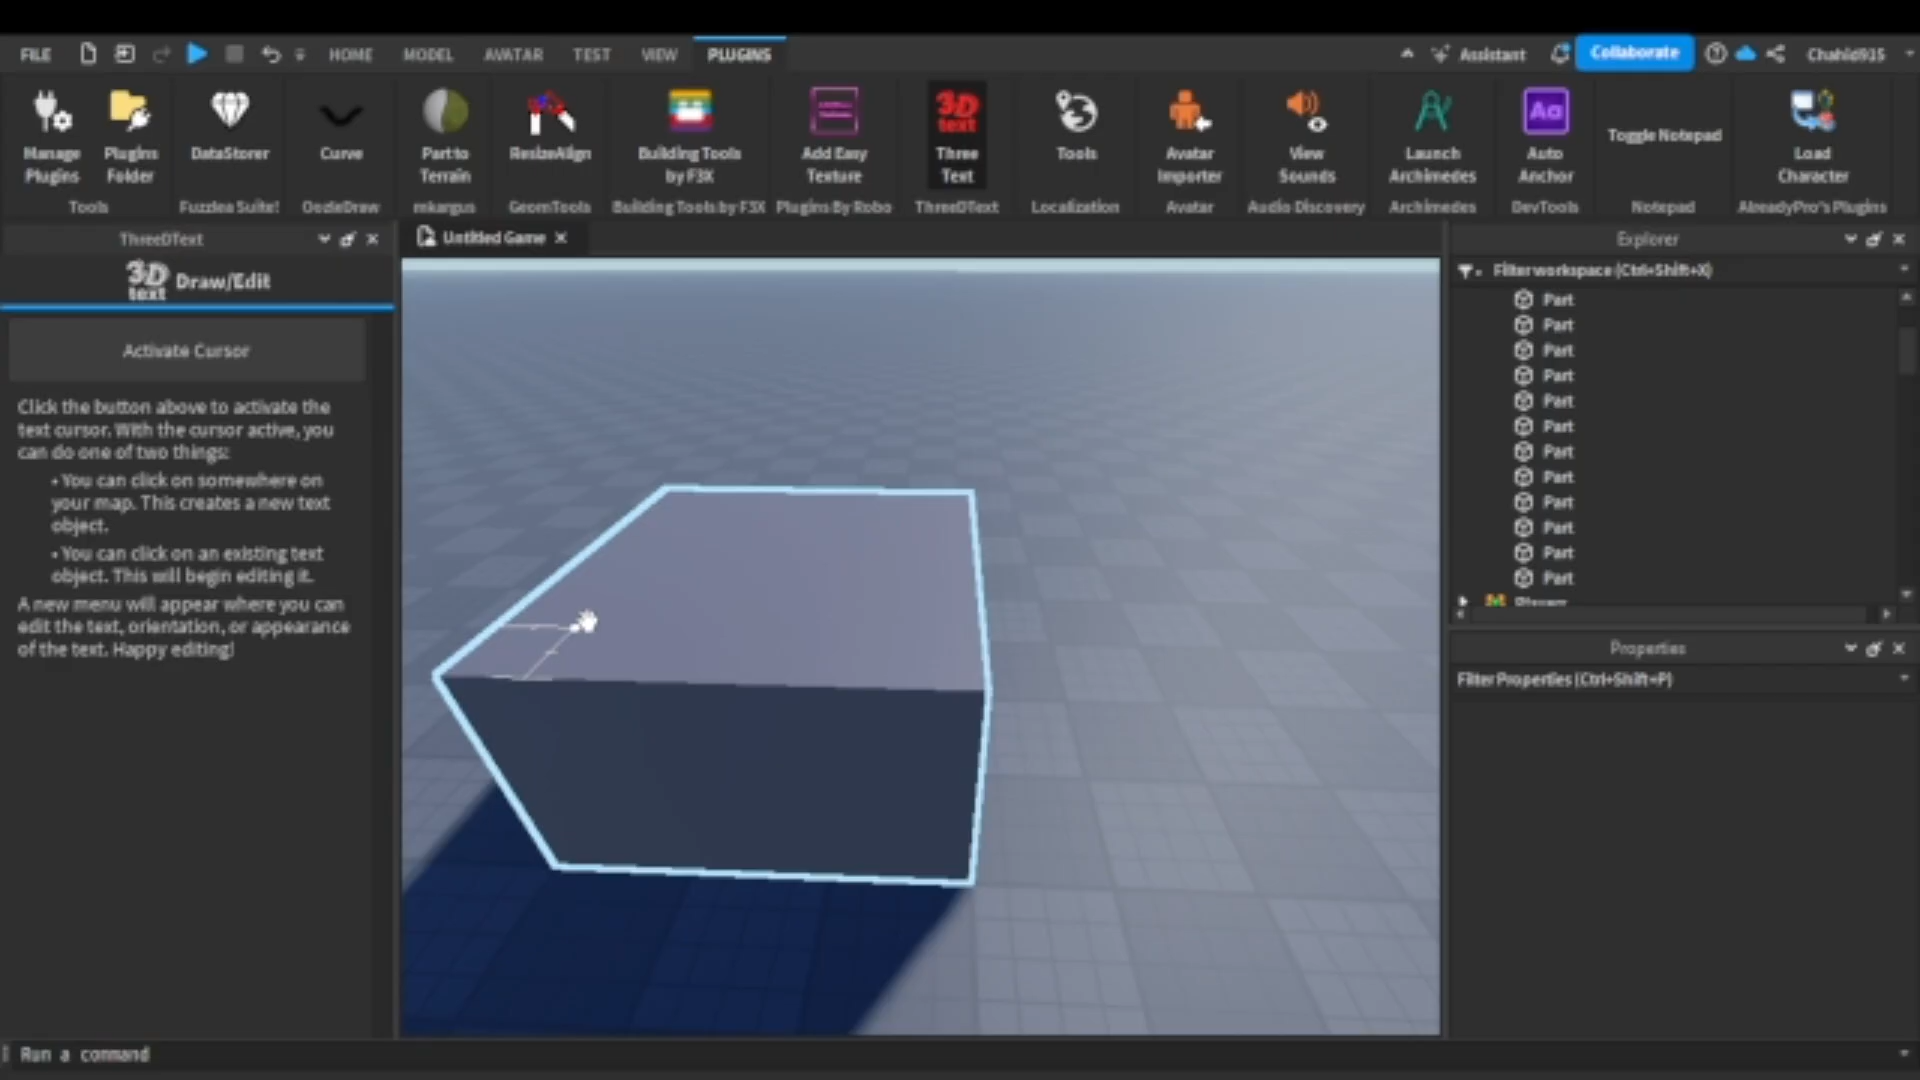 FILE HOME MODEL AVATAR TEST VIEW PLUGINS Assistant Collaborate Chahid915
Manage Plugins
Plugins Folder
DataStorer
Curve
Part to Terrain
ResizeAlign
Building Tools by F3X
Add Easy Texture
3D text
Three Text
Tools
Avatar Importer
View Sounds
Launch Archimedes
Aa
Auto Anchor
Toggle Notepad
Load Character
Tools
Fuzzlea Suite!
OozleDraw
mkargus
GeomTools
Building Tools by F3X
Plugins By Robo
ThreeDText
Localization
Avatar
Audio Discovery
Archimedes
DevTools
Notepad
AlreadyPro's Plugins
ThreeDText
3D text Draw/Edit
Activate Cursor
Click the button above to activate the
text cursor. With the cursor active, you
can do one of two things:
• You can click on somewhere on
your map. This creates a new text
object.
• You can click on an existing text
object. This will begin editing it.
A new menu will appear where you can
edit the text, orientation, or appearance
of the text. Happy editing!
Untitled Game
Explorer
Filter workspace (Ctrl+Shift+X)
Part
Part
Part
Part
Part
Part
Part
Part
Part
Part
Part
Part
Properties
Filter Properties (Ctrl+Shift+P)
Run a command